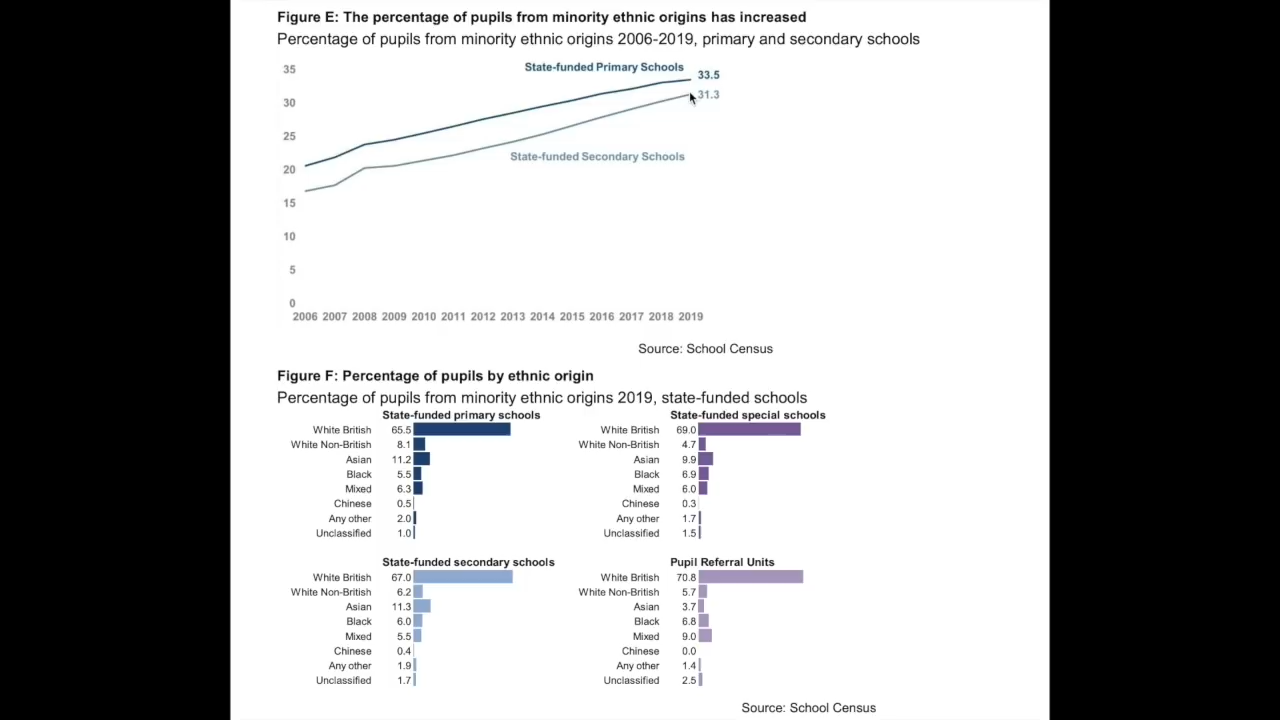 Figure E: The percentage of pupils from minority ethnic origins has increased
Percentage of pupils from minority ethnic origins 2006-2019, primary and secondary schools
35
State-funded Primary Schools
33.5
30
31.3
25
State-funded Secondary Schools
20
15
10
5
0
2006 2007 2008 2009 2010 2011 2012 2013 2014 2015 2016 2017 2018 2019
Source: School Census
Figure F: Percentage of pupils by ethnic origin
Percentage of pupils from minority ethnic origins 2019, state-funded schools
State-funded primary schools
White British 65.5
White Non-British 8.1
Asian 11.2
Black 5.5
Mixed 6.3
Chinese 0.5
Any other 2.0
Unclassified 1.0
State-funded special schools
White British 69.0
White Non-British 4.7
Asian 9.9
Black 6.9
Mixed 6.0
Chinese 0.3
Any other 1.7
Unclassified 1.5
State-funded secondary schools
White British 67.0
White Non-British 6.2
Asian 11.3
Black 6.0
Mixed 5.5
Chinese 0.4
Any other 1.9
Unclassified 1.7
Pupil Referral Units
White British 70.8
White Non-British 5.7
Asian 3.7
Black 6.8
Mixed 9.0
Chinese 0.0
Any other 1.4
Unclassified 2.5
Source: School Census